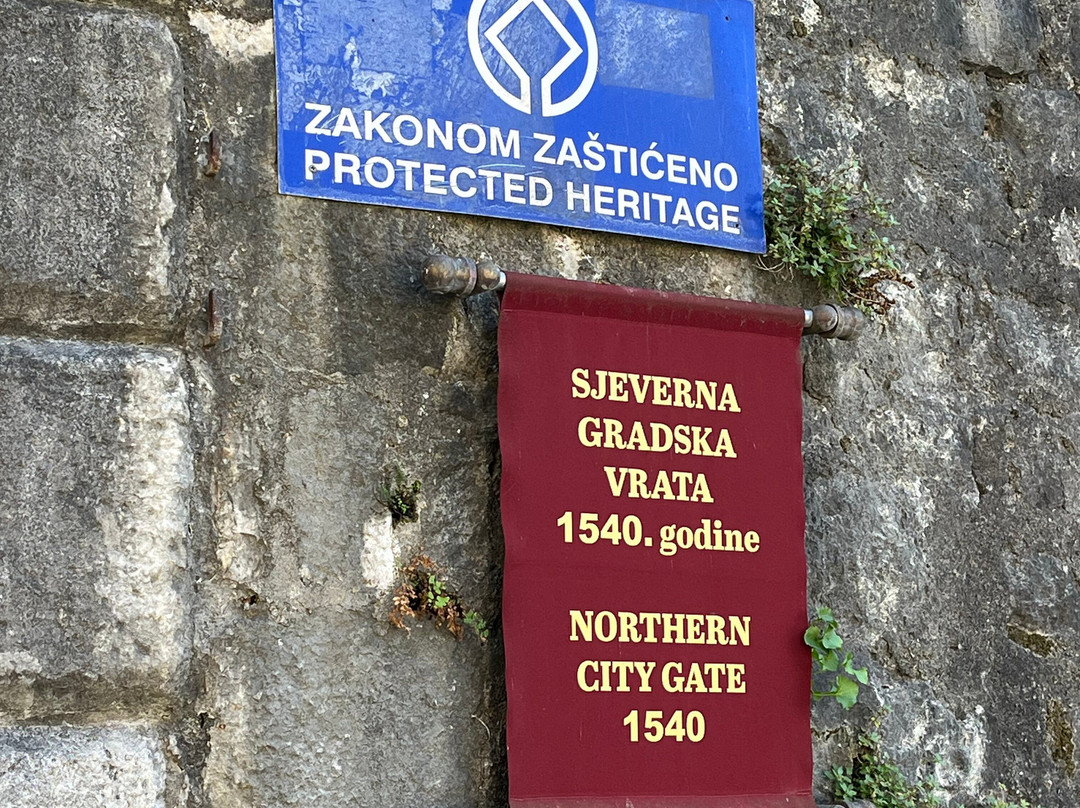 ZAKONOM ZAŠTIĆENO
PROTECTED HERITAGE
SJEVERNA
GRADSKA
VRATA
1540. godine
NORTHERN
CITY GATE
1540